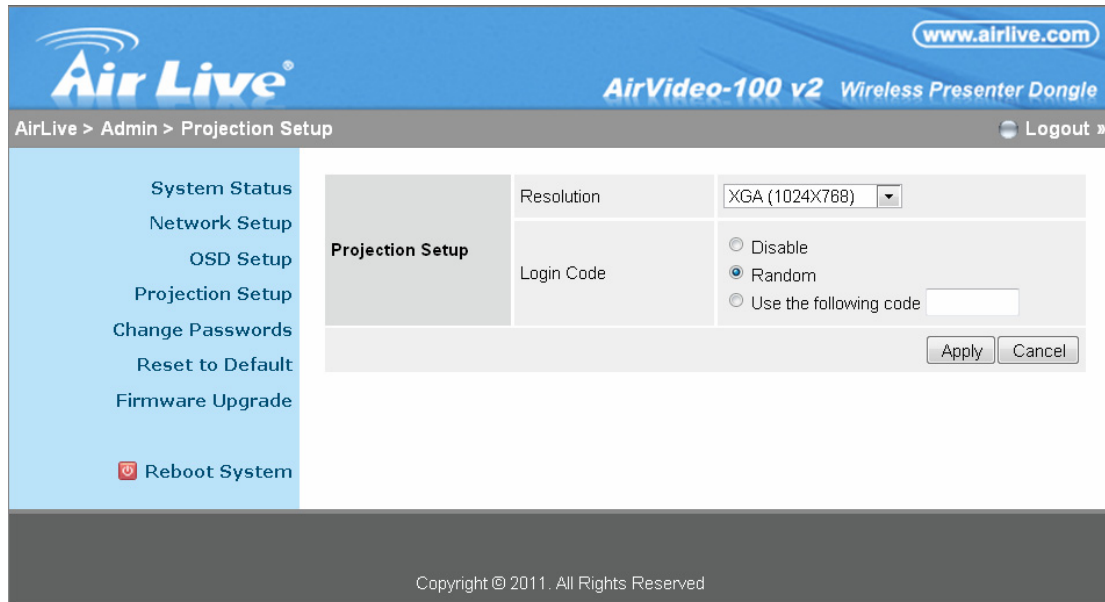 www.airlive.com
Air Live®
AirVideo-100 v2 Wireless Presenter Dongle
AirLive > Admin > Projection Setup
Logout »
System Status
Network Setup
OSD Setup
Projection Setup
Change Passwords
Reset to Default
Firmware Upgrade
Reboot System
Projection Setup
Resolution
XGA (1024X768)
Login Code
Disable
Random
Use the following code
Apply
Cancel
Copyright © 2011. All Rights Reserved